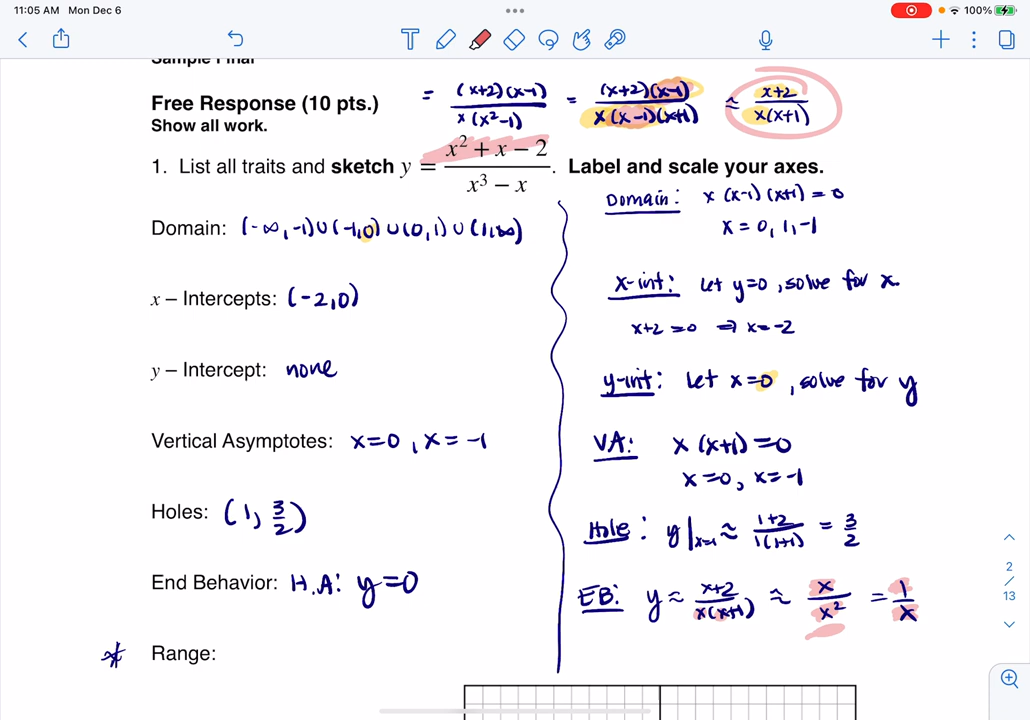 11:05 AM Mon Dec 6
100%
Sample Final
Free Response (10 pts.)
Show all work.
= (x+2)(x-1) / x(x²-1) = (x+2)(x-1) / x(x-1)(x+1) ≈ x+2 / x(x+1)
1. List all traits and sketch y = x² + x − 2 / x³ − x . Label and scale your axes.
Domain: (-∞,-1)∪(-1,0)∪(0,1)∪(1,∞)
x – Intercepts: (-2,0)
y – Intercept: none
Vertical Asymptotes: x=0, x=-1
Holes: (1, 3/2)
End Behavior: H.A: y=0
* Range:
Domain: x(x-1)(x+1)=0
x=0,1,-1
x-int: Let y=0, solve for x
x+2=0 ⇒ x=-2
y-int: Let x=0, solve for y
VA: x(x+1)=0
x=0, x=-1
Hole: y|x=1 ≈ 1+2 / 1(1+1) = 3/2
EB: y ≈ x+2 / x(x+1) ≈ x / x² = 1/x
2
/
13